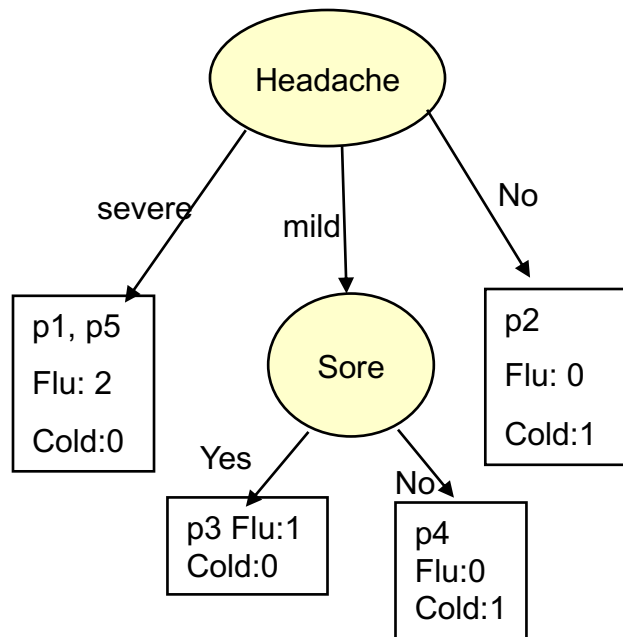 Headache
severe
mild
No
p1, p5
Flu: 2
Cold:0
Sore
p2
Flu: 0
Cold:1
Yes
No
p3 Flu:1
Cold:0
p4
Flu:0
Cold:1